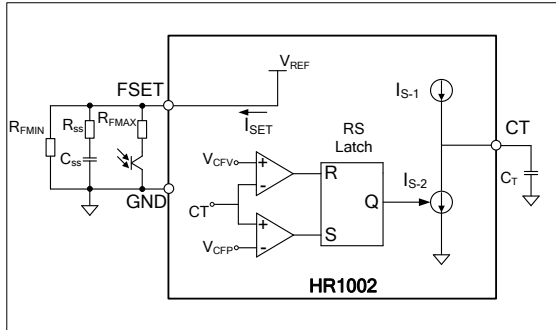 V_REF
FSET
R_FMIN
R_ss
R_FMAX
I_SET
C_ss
GND
V_CFV
+
-
CT
+
-
V_CFP
RS
Latch
R
S
Q
I_S-1
I_S-2
CT
C_T
HR1002